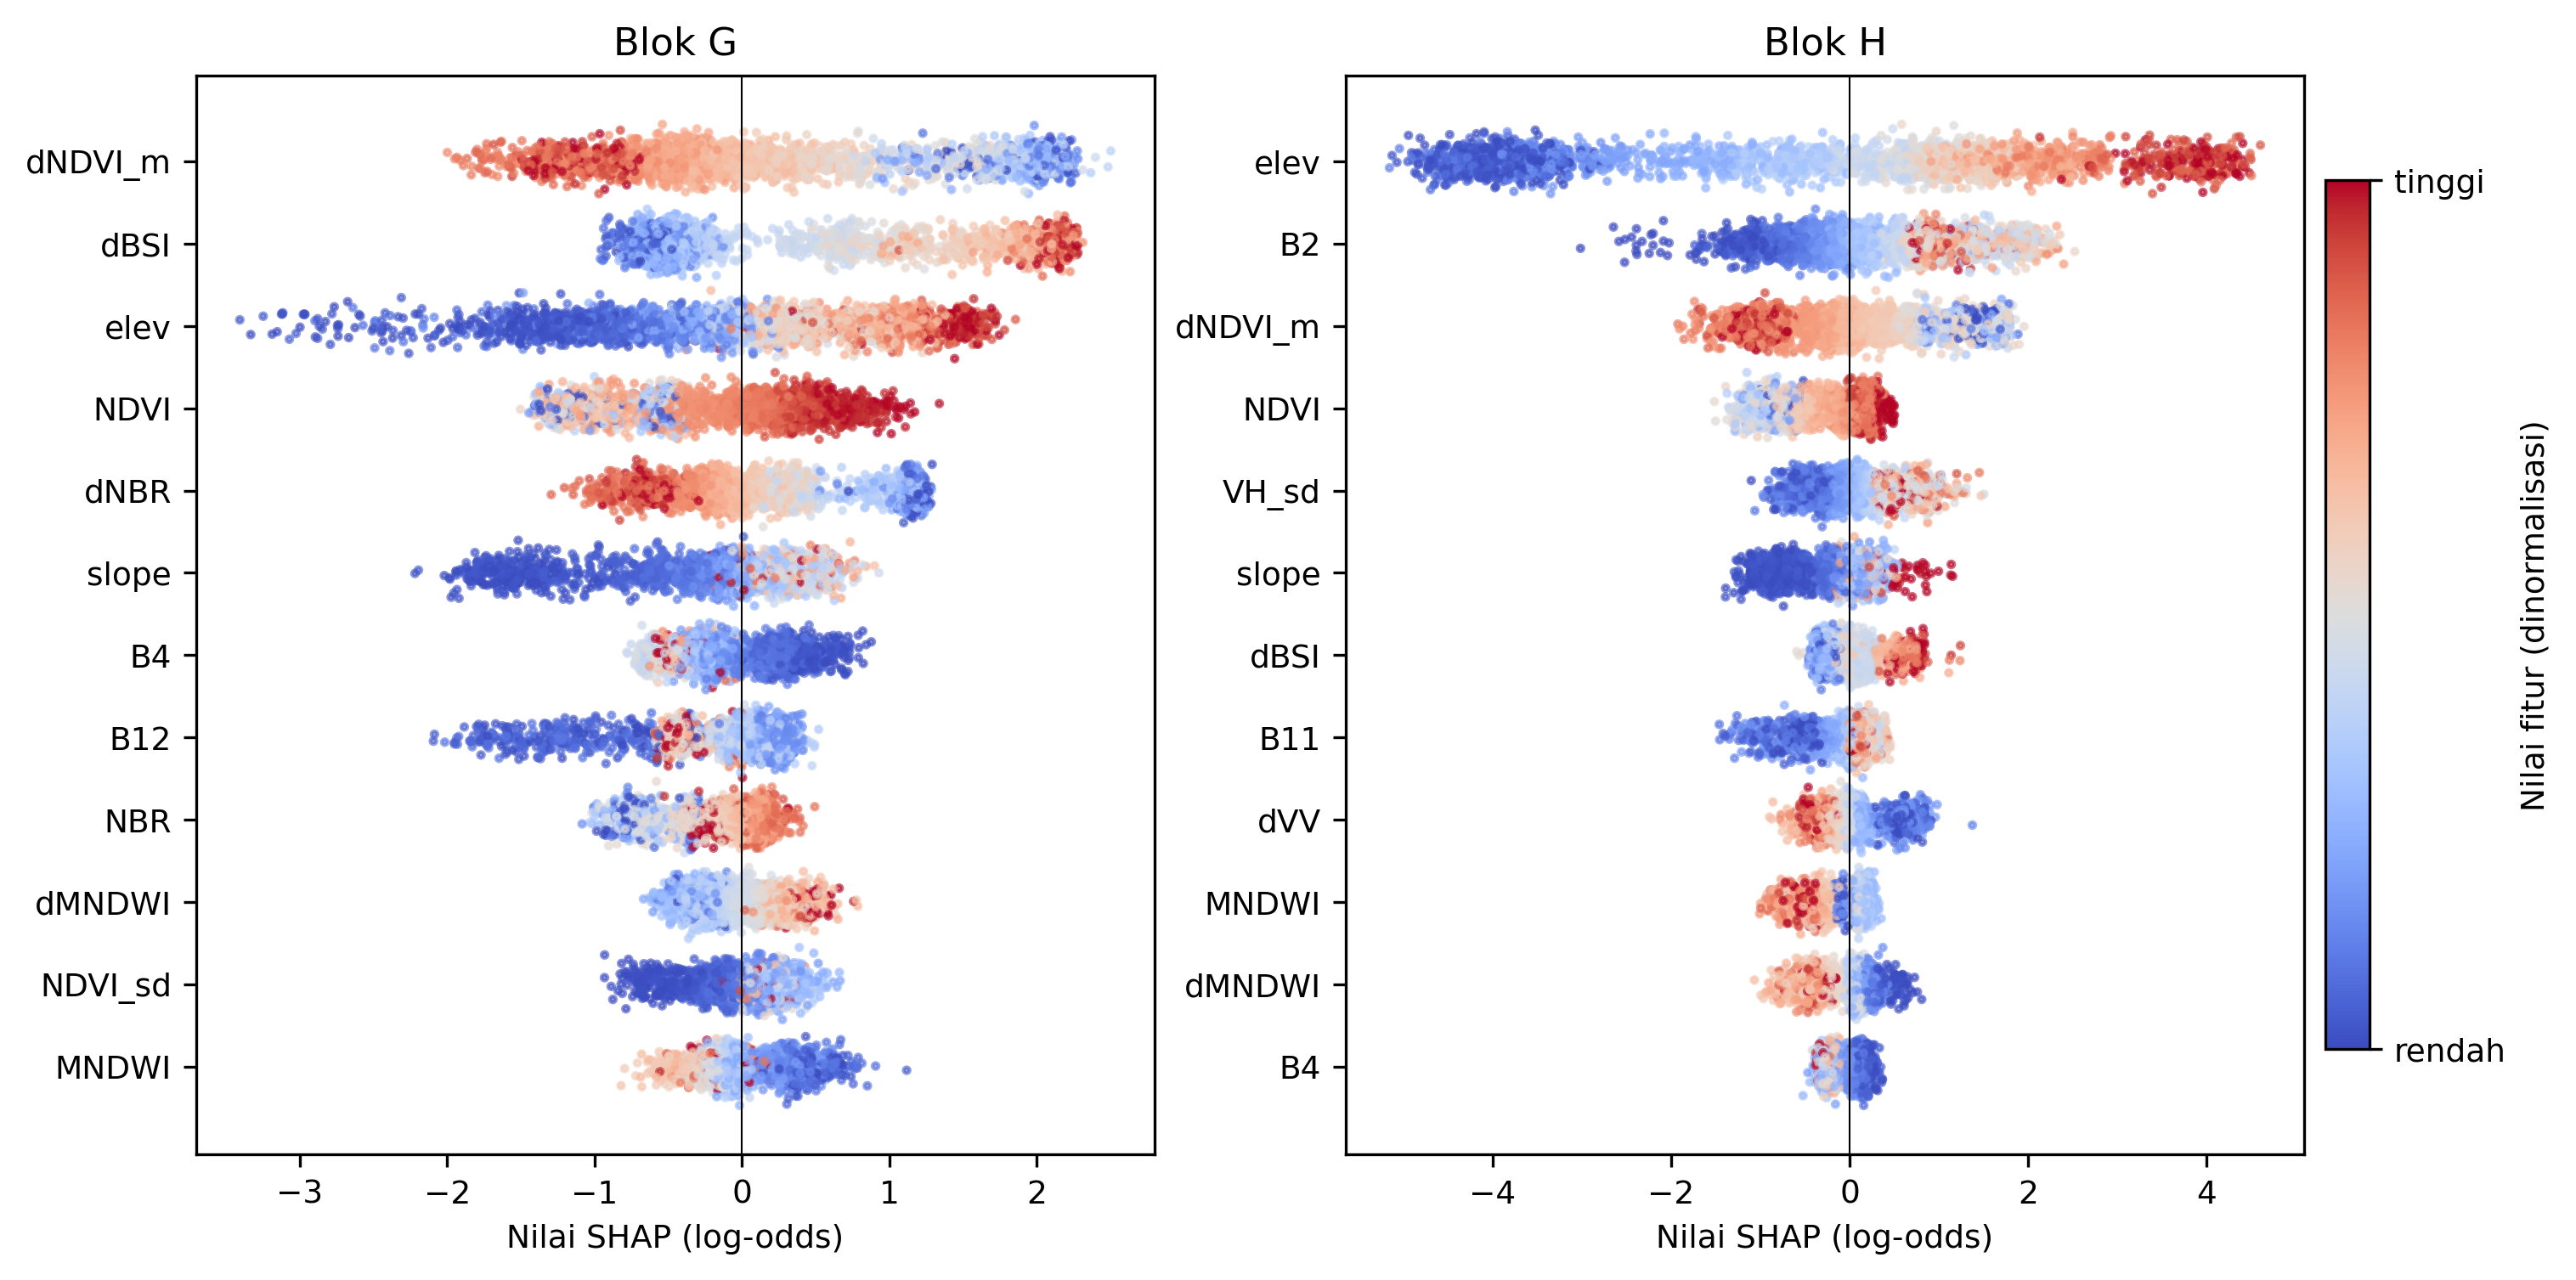 Blok G
dNDVI_m
dBSI
elev
NDVI
dNBR
slope
B4
B12
NBR
dMNDWI
NDVI_sd
MNDWI
−3 −2 −1 0 1 2
Nilai SHAP (log-odds)
Blok H
elev
B2
dNDVI_m
NDVI
VH_sd
slope
dBSI
B11
dVV
MNDWI
dMNDWI
B4
−4 −2 0 2 4
Nilai SHAP (log-odds)
tinggi
rendah
Nilai fitur (dinormalisasi)